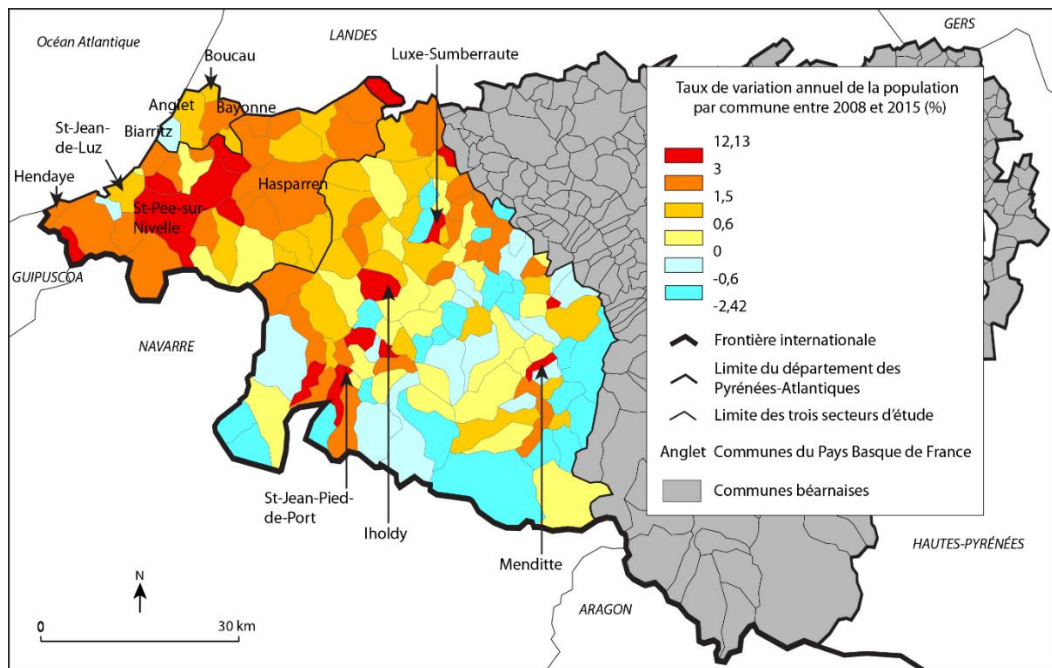 GERS
Océan Atlantique
LANDES
Boucau
Luxe-Sumberraute
Anglet
Bayonne
St-Jean-
de-Luz
Biarritz
Hendaye
Hasparren
St-Pée-sur-
Nivelle
GUIPUSCOA
NAVARRE
St-Jean-Pied-
de-Port
Iholdy
Menditte
ARAGON
HAUTES-PYRÉNÉES
Taux de variation annuel de la population
par commune entre 2008 et 2015 (%)
12,13
3
1,5
0,6
0
-0,6
-2,42
Frontière internationale
Limite du département des
Pyrénées-Atlantiques
Limite des trois secteurs d'étude
Anglet Communes du Pays Basque de France
Communes béarnaises
N
0 30 km